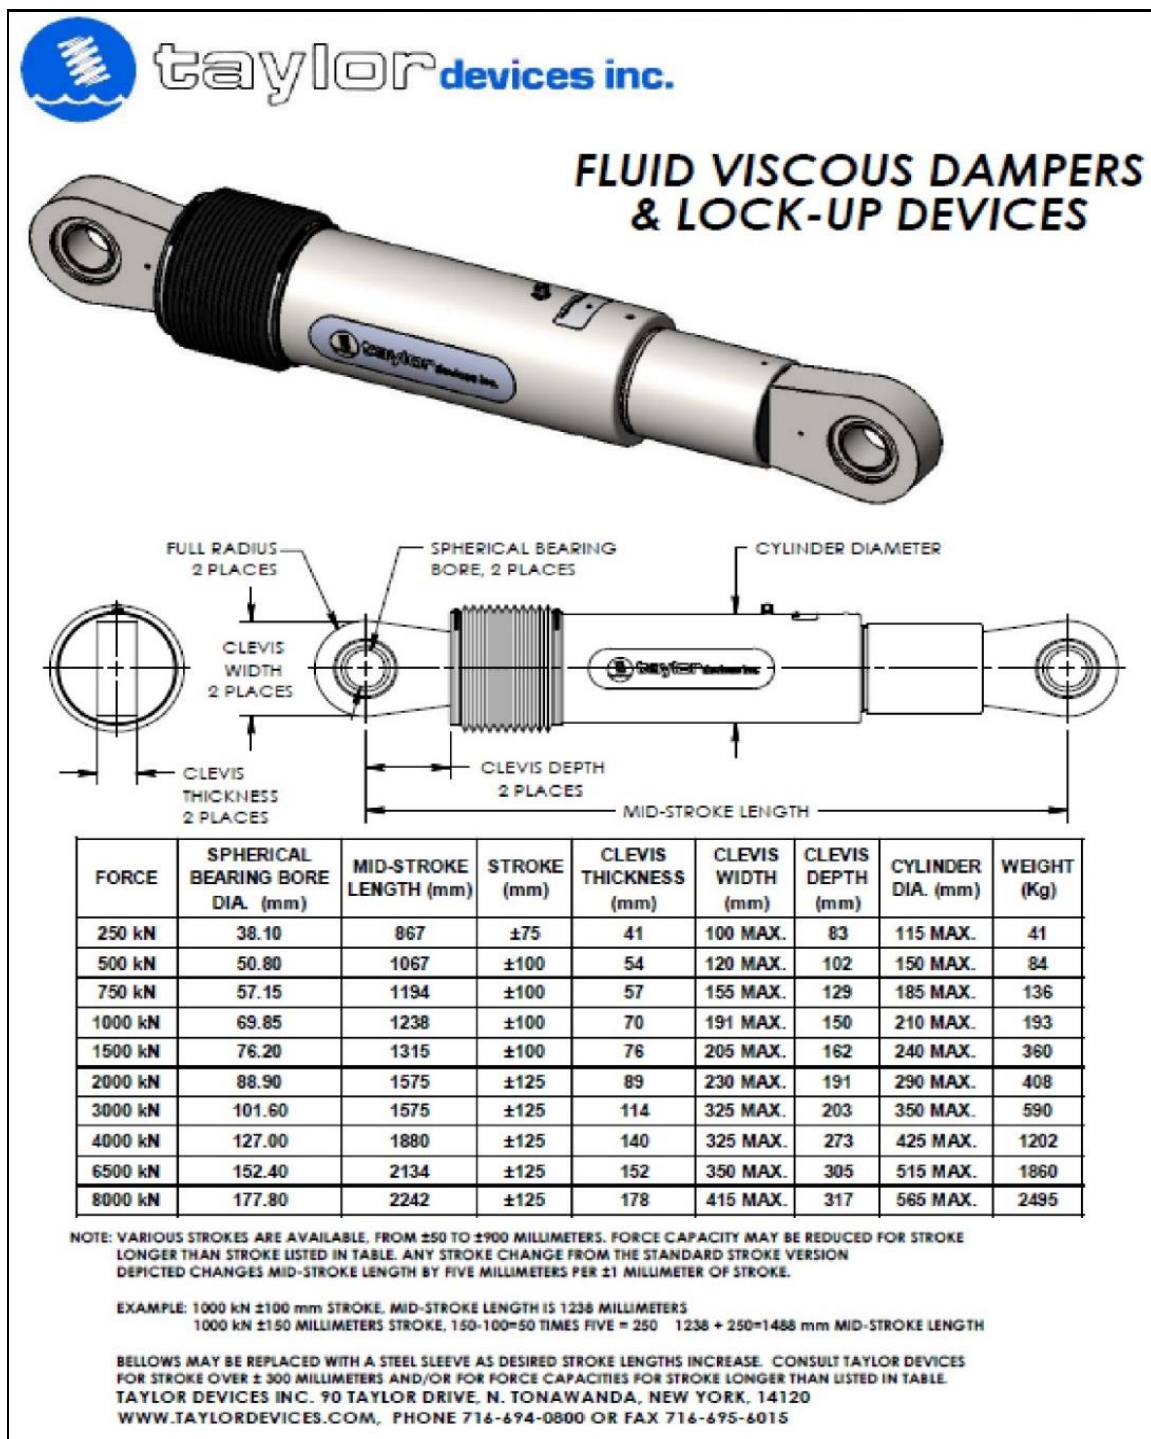 taylor devices inc.
FLUID VISCOUS DAMPERS
& LOCK-UP DEVICES
taylor devices inc.
FULL RADIUS
2 PLACES
SPHERICAL BEARING
BORE, 2 PLACES
CYLINDER DIAMETER
CLEVIS
WIDTH
2 PLACES
taylor devices inc.
CLEVIS
THICKNESS
2 PLACES
CLEVIS DEPTH
2 PLACES
MID-STROKE LENGTH
FORCE SPHERICAL BEARING BORE DIA. (mm) MID-STROKE LENGTH (mm) STROKE (mm) CLEVIS THICKNESS (mm) CLEVIS WIDTH (mm) CLEVIS DEPTH (mm) CYLINDER DIA. (mm) WEIGHT (Kg)
250 kN 38.10 867 ±75 41 100 MAX. 83 115 MAX. 41
500 kN 50.80 1067 ±100 54 120 MAX. 102 150 MAX. 84
750 kN 57.15 1194 ±100 57 155 MAX. 129 185 MAX. 136
1000 kN 69.85 1238 ±100 70 191 MAX. 150 210 MAX. 193
1500 kN 76.20 1315 ±100 76 205 MAX. 162 240 MAX. 360
2000 kN 88.90 1575 ±125 89 230 MAX. 191 290 MAX. 408
3000 kN 101.60 1575 ±125 114 325 MAX. 203 350 MAX. 590
4000 kN 127.00 1880 ±125 140 325 MAX. 273 425 MAX. 1202
6500 kN 152.40 2134 ±125 152 350 MAX. 305 515 MAX. 1860
8000 kN 177.80 2242 ±125 178 415 MAX. 317 565 MAX. 2495
NOTE: VARIOUS STROKES ARE AVAILABLE, FROM ±50 TO ±900 MILLIMETERS. FORCE CAPACITY MAY BE REDUCED FOR STROKE
LONGER THAN STROKE LISTED IN TABLE. ANY STROKE CHANGE FROM THE STANDARD STROKE VERSION
DEPICTED CHANGES MID-STROKE LENGTH BY FIVE MILLIMETERS PER ±1 MILLIMETER OF STROKE.
EXAMPLE: 1000 kN ±100 mm STROKE, MID-STROKE LENGTH IS 1238 MILLIMETERS
1000 kN ±150 MILLIMETERS STROKE, 150-100=50 TIMES FIVE = 250 1238 + 250=1488 mm MID-STROKE LENGTH
BELLOWS MAY BE REPLACED WITH A STEEL SLEEVE AS DESIRED STROKE LENGTHS INCREASE. CONSULT TAYLOR DEVICES
FOR STROKE OVER ± 300 MILLIMETERS AND/OR FOR FORCE CAPACITIES FOR STROKE LONGER THAN LISTED IN TABLE.
TAYLOR DEVICES INC. 90 TAYLOR DRIVE, N. TONAWANDA, NEW YORK, 14120
WWW.TAYLORDEVICES.COM, PHONE 716-694-0800 OR FAX 716-695-6015